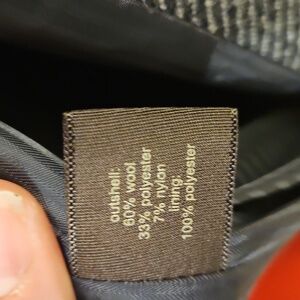 outshell:
60% wool
33% polyester
7% nylon
lining:
100% polyester